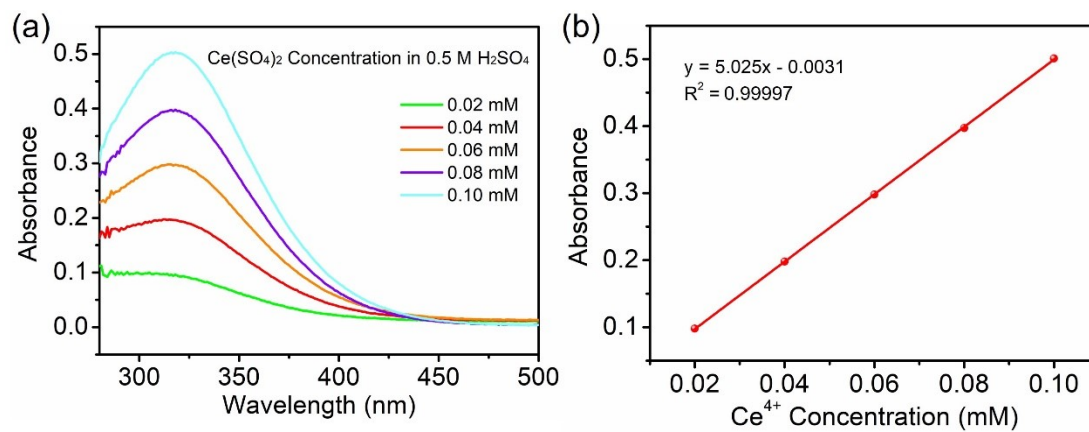 (a)
Ce(SO₄)₂ Concentration in 0.5 M H₂SO₄
0.02 mM
0.04 mM
0.06 mM
0.08 mM
0.10 mM
Absorbance
0.5
0.4
0.3
0.2
0.1
0.0
300 350 400 450 500
Wavelength (nm)
(b)
y = 5.025x - 0.0031
R² = 0.99997
Absorbance
0.5
0.4
0.3
0.2
0.1
0.02 0.04 0.06 0.08 0.10
Ce⁴⁺ Concentration (mM)